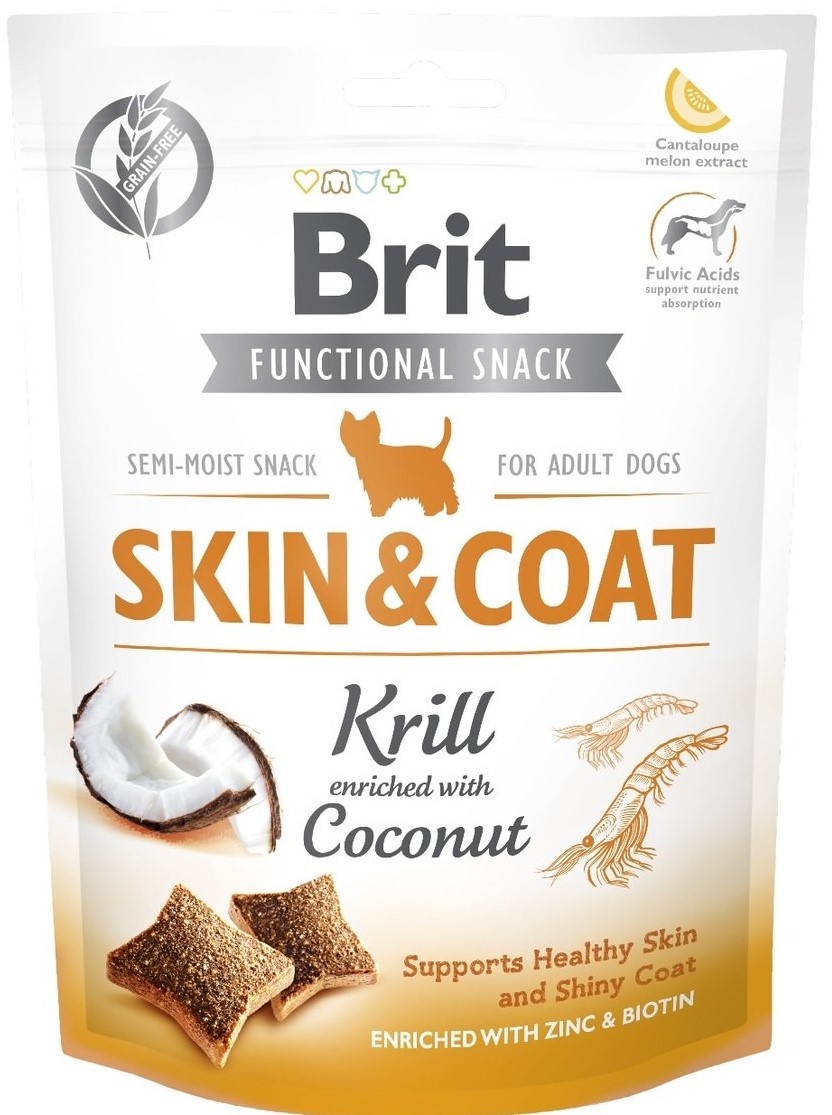 GRAIN-FREE
Cantaloupe
melon extract
Brit
Fulvic Acids
support nutrient
absorption
FUNCTIONAL SNACK
SEMI-MOIST SNACK
FOR ADULT DOGS
SKIN & COAT
Krill
enriched with
Coconut
Supports Healthy Skin
and Shiny Coat
ENRICHED WITH ZINC & BIOTIN